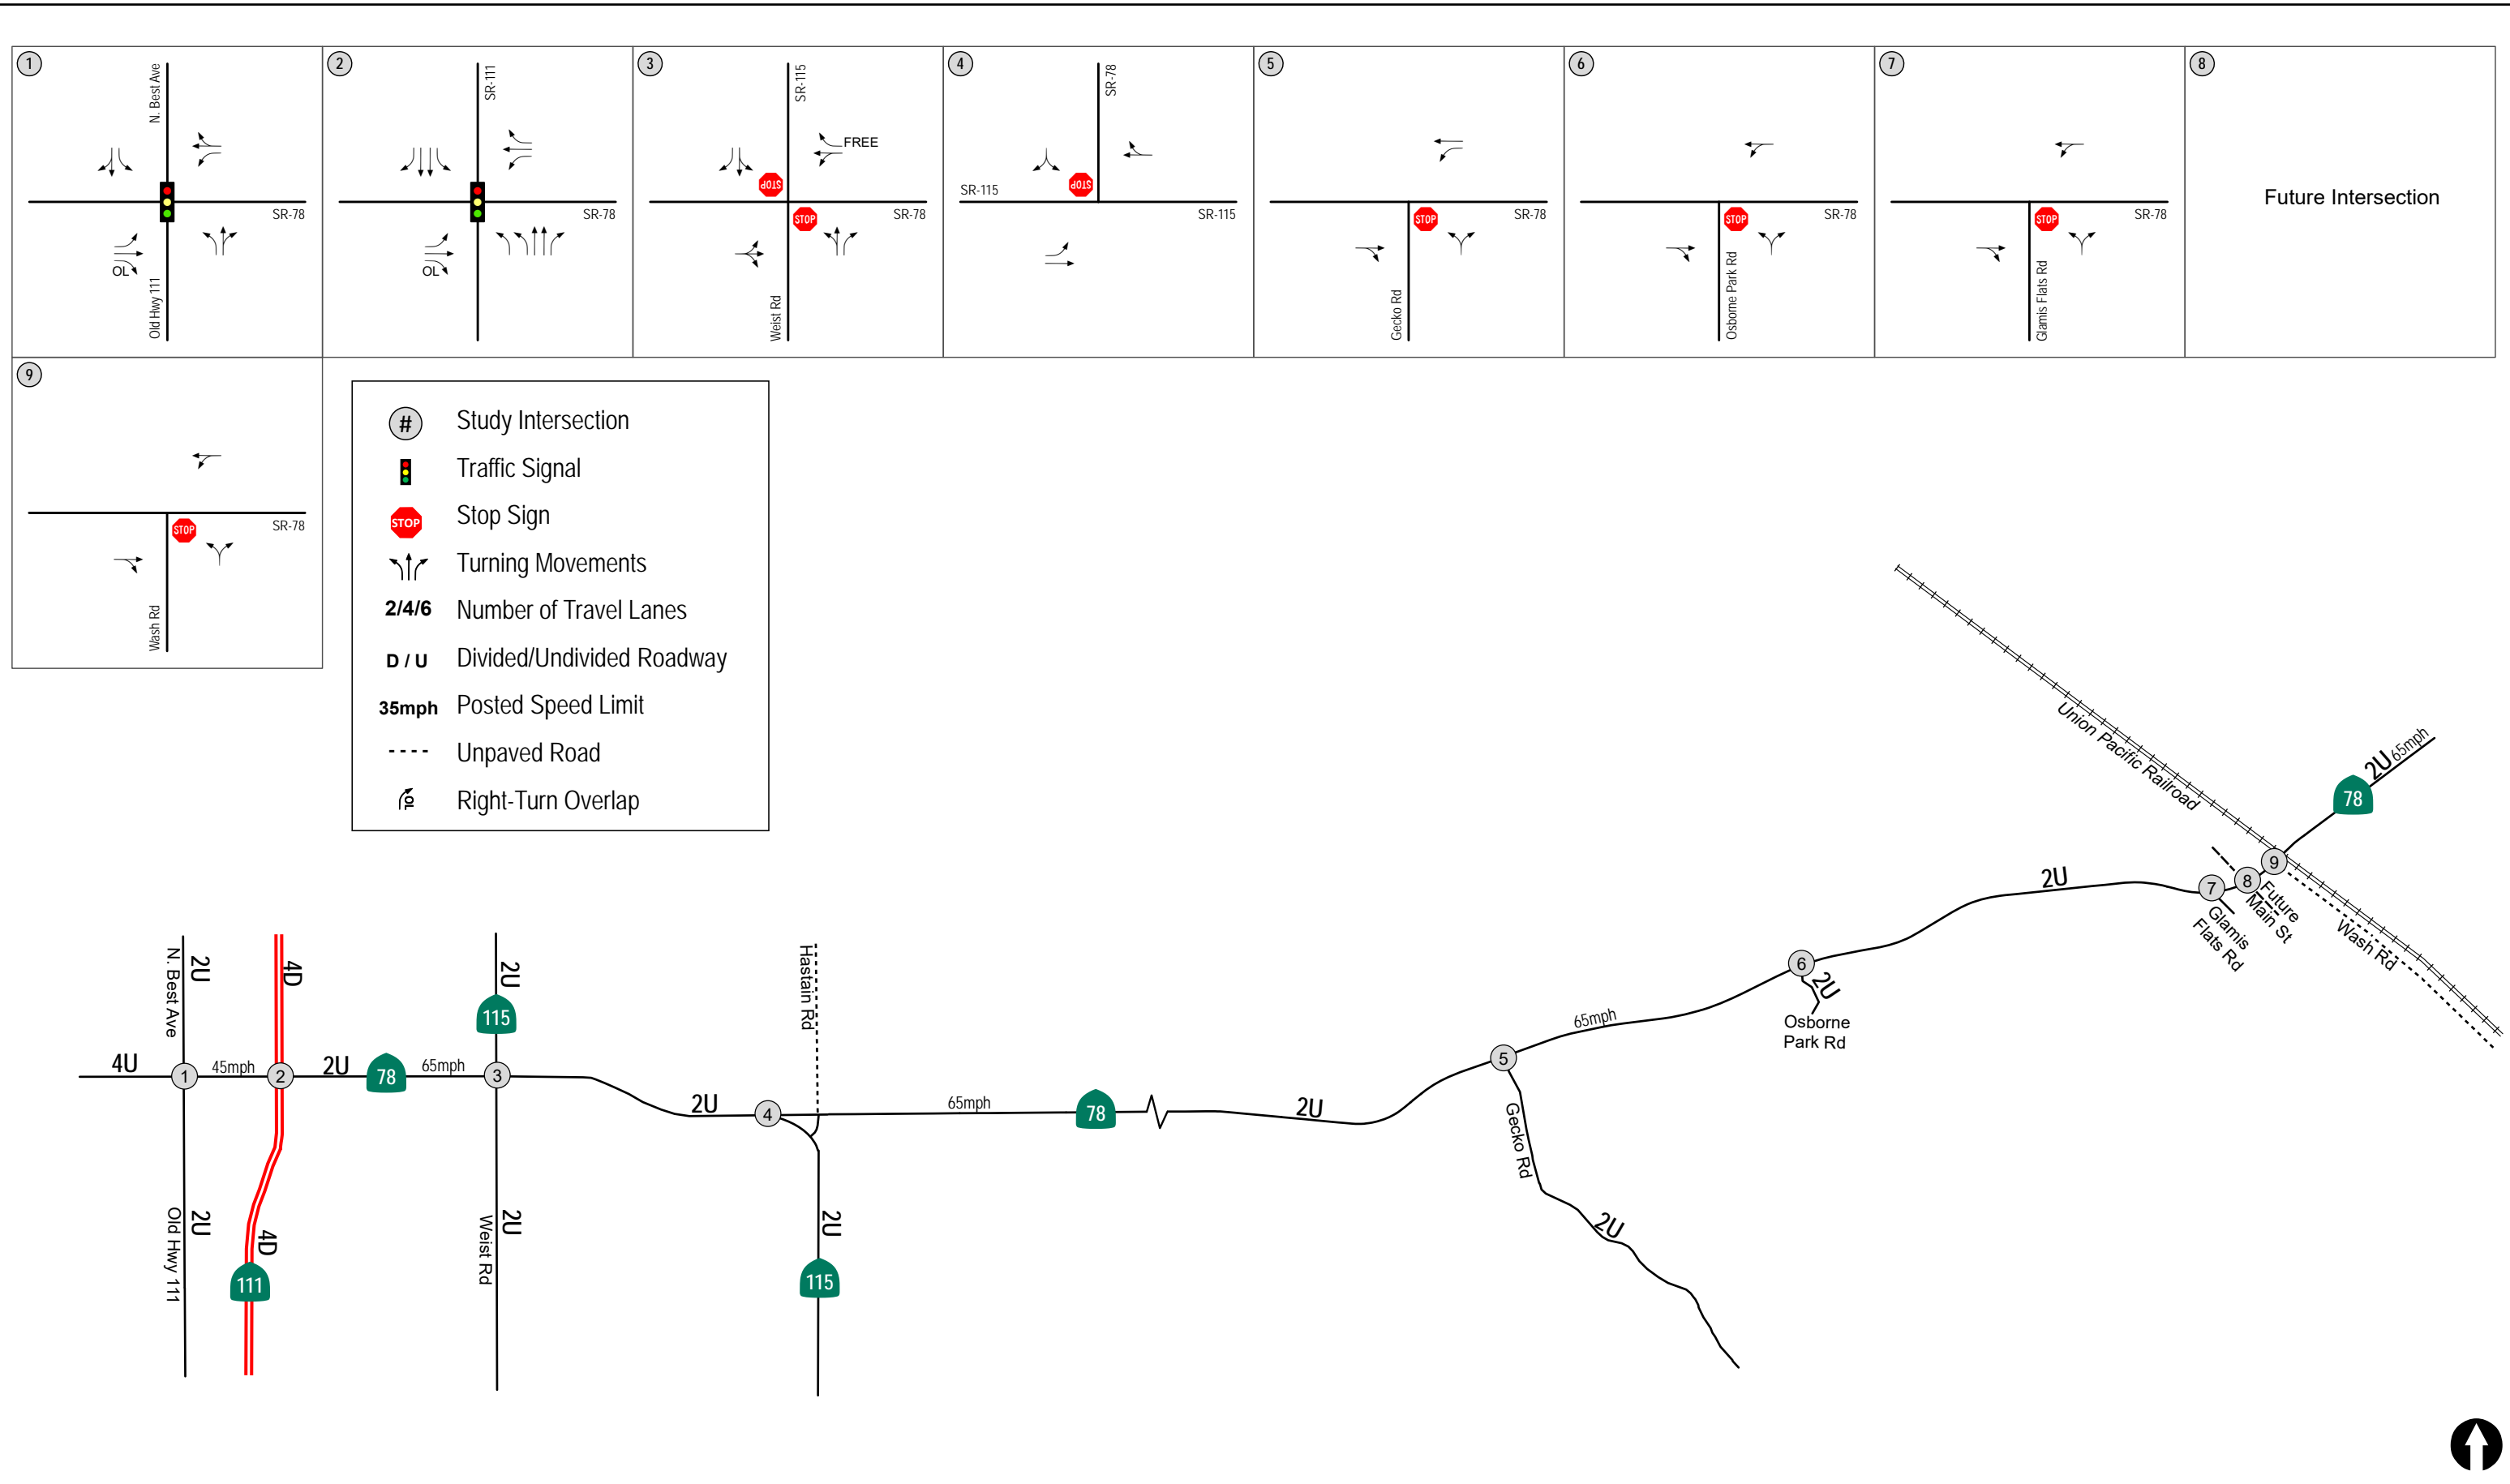 1
N. Best Ave
SR-78
OL
Old Hwy 111
2
SR-111
SR-78
OL
3
SR-115
FREE
STOP
STOP
SR-78
Weist Rd
4
SR-78
STOP
SR-115
SR-115
5
STOP
SR-78
Gecko Rd
6
STOP
SR-78
Osborne Park Rd
7
STOP
SR-78
Glamis Flats Rd
8
Future Intersection
9
STOP
SR-78
Wash Rd
# Study Intersection
Traffic Signal
STOP Stop Sign
Turning Movements
2/4/6 Number of Travel Lanes
D / U Divided/Undivided Roadway
35mph Posted Speed Limit
Unpaved Road
OL Right-Turn Overlap
Union Pacific Railroad
2U
65mph
78
9
8
7
Future
Main St
Glamis
Flats Rd
Wash Rd
2U
6
2U
Osborne
Park Rd
65mph
5
Gecko Rd
2U
N. Best Ave
2U
4D
2U
115
Hastain Rd
4U
1
45mph
2
2U
78
65mph
3
2U
4
65mph
78
2U
Old Hwy 111
2U
4D
111
Weist Rd
2U
2U
115